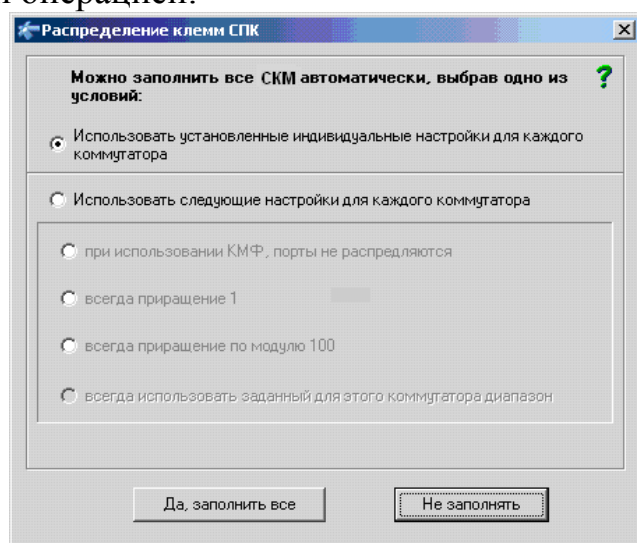 операцией.
Распределение клемм СПК
Можно заполнить все СКМ автоматически, выбрав одно из
условий:
Использовать установленные индивидуальные настройки для каждого
коммутатора
Использовать следующие настройки для каждого коммутатора
при использовании КМФ, порты не распредляются
всегда приращение 1
всегда приращение по модулю 100
всегда использовать заданный для этого коммутатора диапазон
Да, заполнить все
Не заполнять